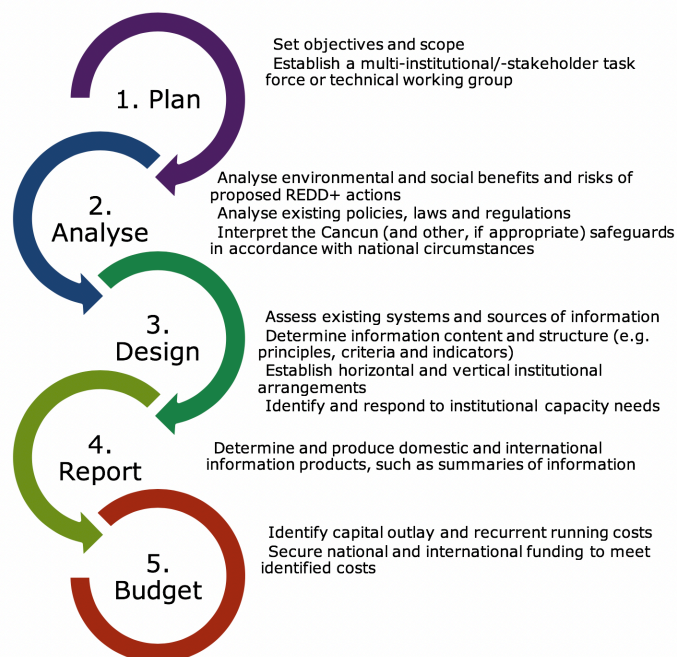 1. Plan
Set objectives and scope
Establish a multi-institutional/-stakeholder task
force or technical working group
2.
Analyse
Analyse environmental and social benefits and risks of
proposed REDD+ actions
Analyse existing policies, laws and regulations
Interpret the Cancun (and other, if appropriate) safeguards
in accordance with national circumstances
3.
Design
Assess existing systems and sources of information
Determine information content and structure (e.g.
principles, criteria and indicators)
Establish horizontal and vertical institutional
arrangements
Identify and respond to institutional capacity needs
4.
Report
Determine and produce domestic and international
information products, such as summaries of information
5.
Budget
Identify capital outlay and recurrent running costs
Secure national and international funding to meet
identified costs